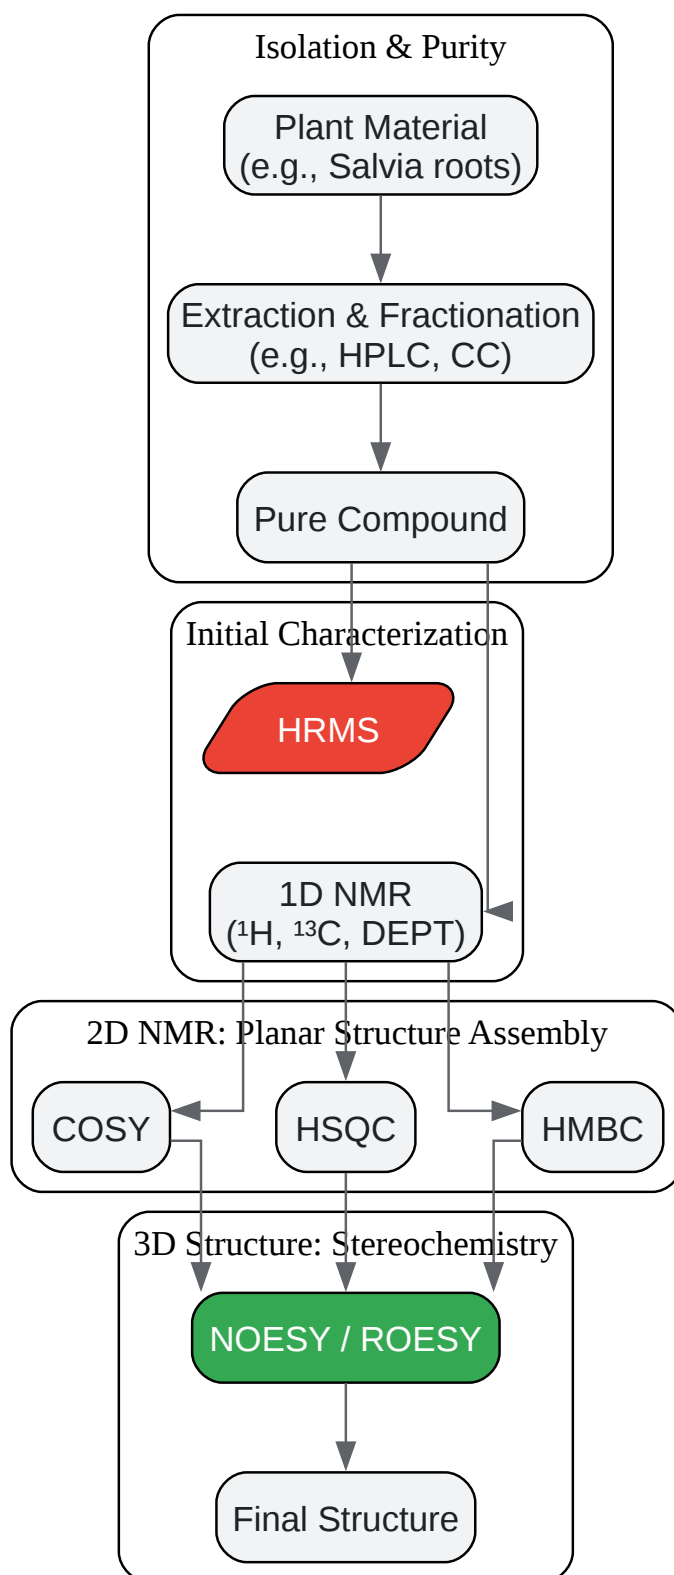 Isolation & Purity
Plant Material
(e.g., Salvia roots)
Extraction & Fractionation
(e.g., HPLC, CC)
Pure Compound
Initial Characterization
HRMS
1D NMR
(¹H, ¹³C, DEPT)
2D NMR: Planar Structure Assembly
COSY
HSQC
HMBC
3D Structure: Stereochemistry
NOESY / ROESY
Final Structure